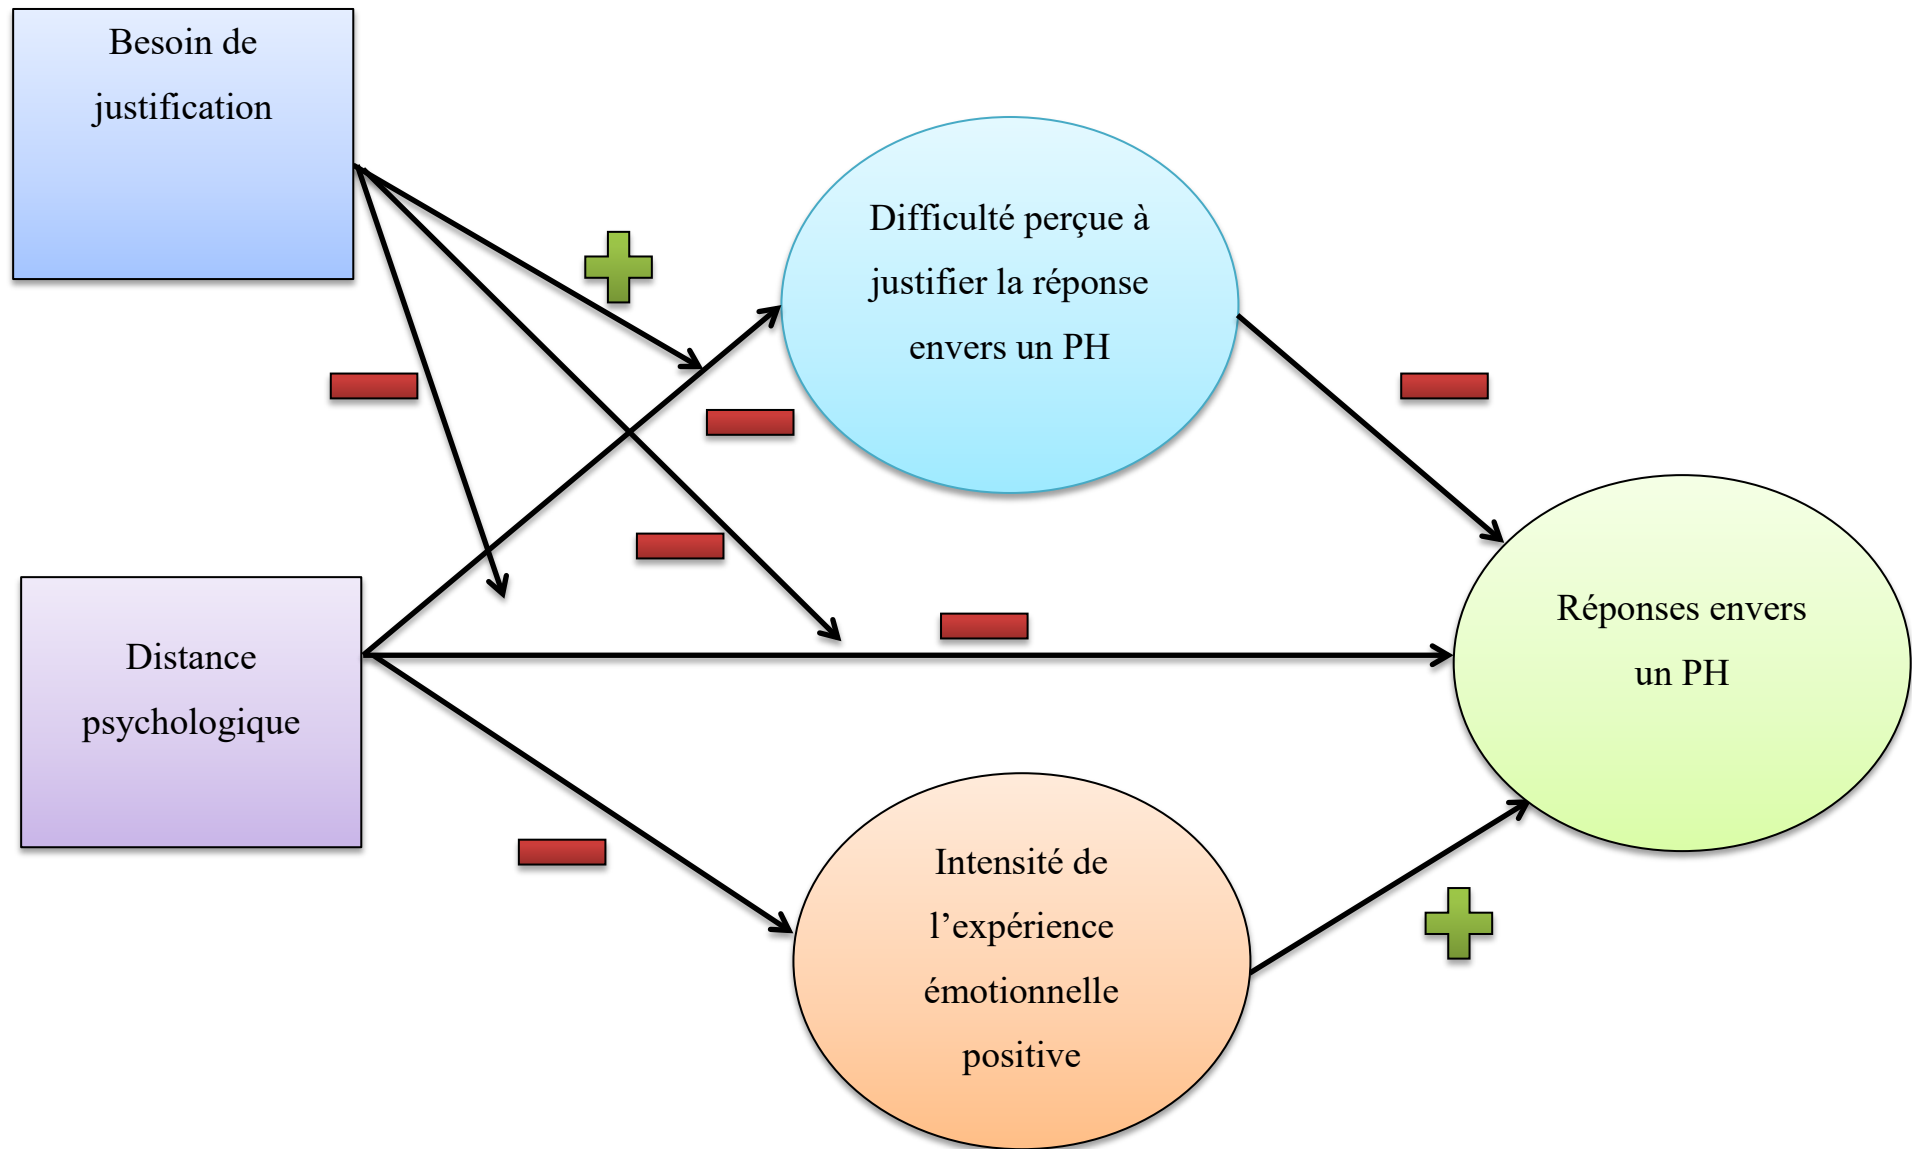 Besoin de
justification
Difficulté perçue à
justifier la réponse
envers un PH
Distance
psychologique
Réponses envers
un PH
Intensité de
l’expérience
émotionnelle
positive